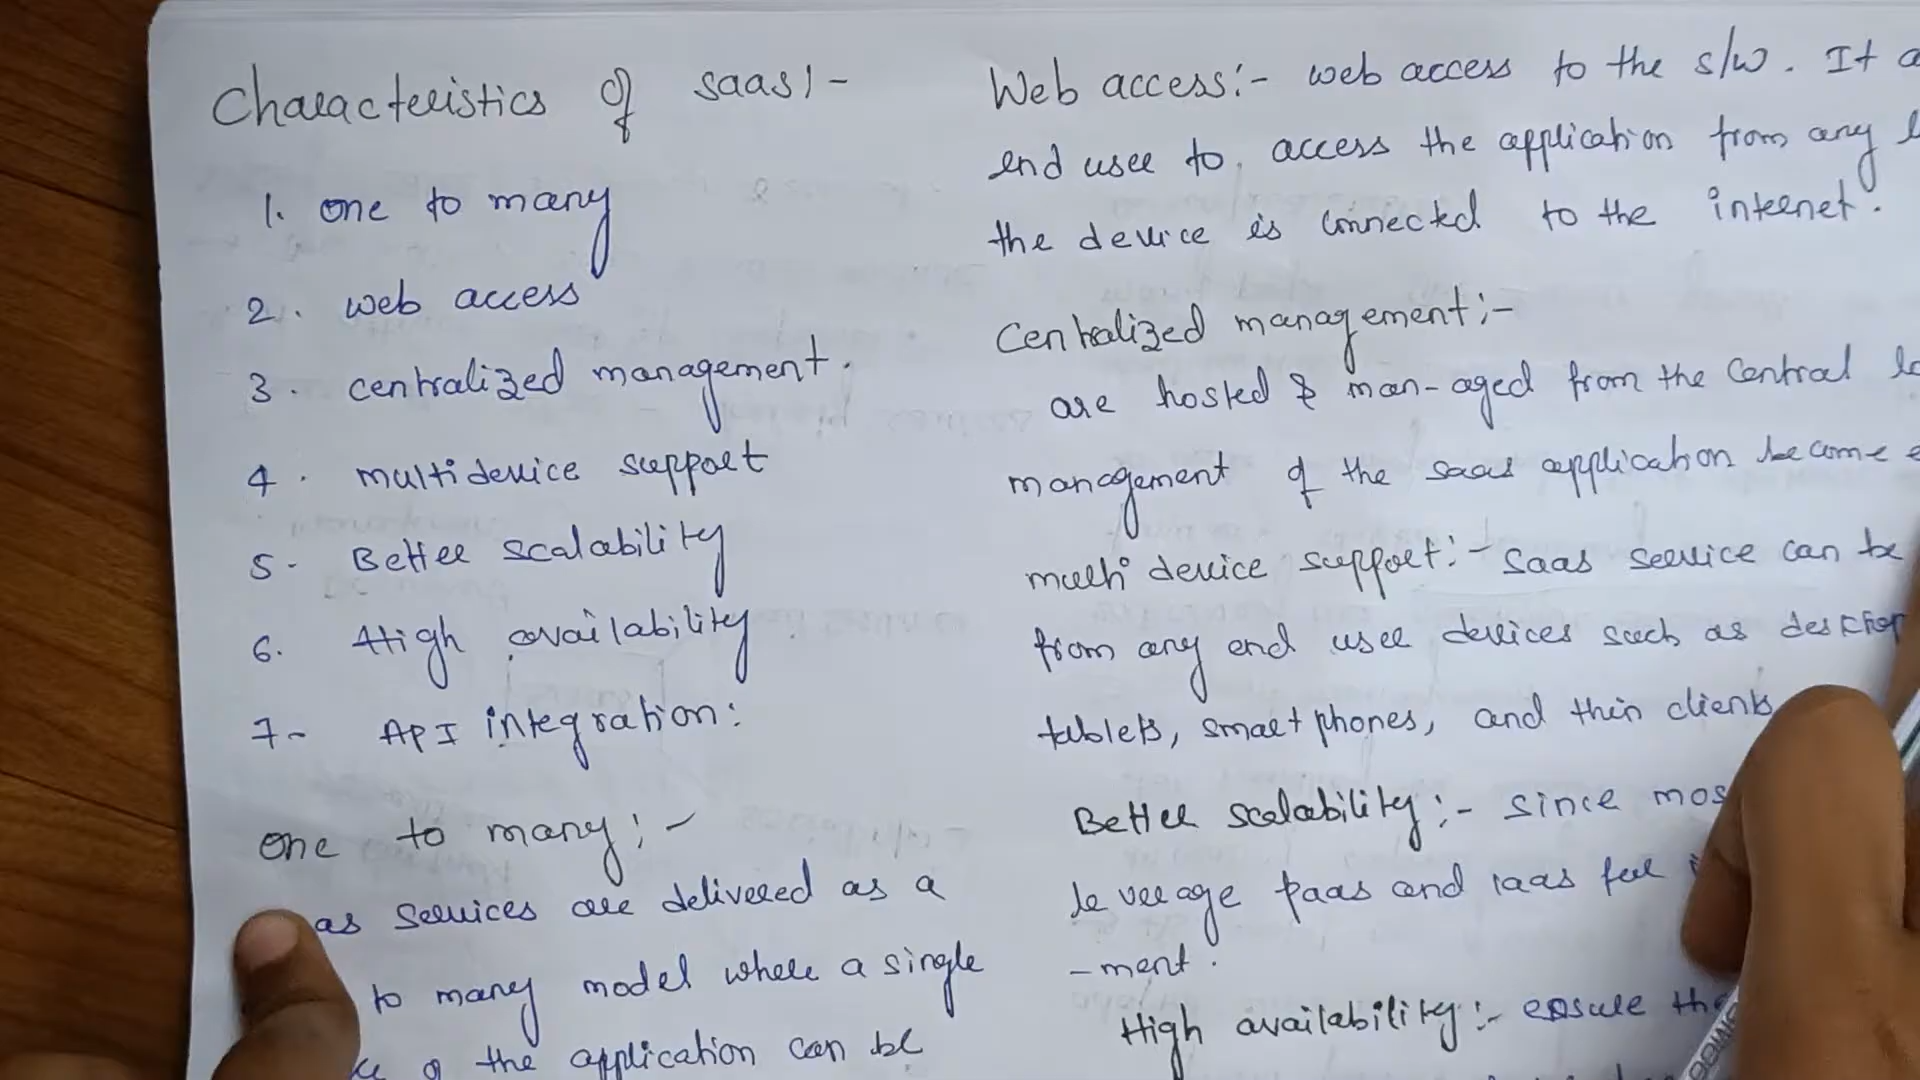 Characteristics of saas:-
1. one to many
2. web access
3. centralized management.
4. multidevice support
5- Better scalability
6. High availability
7- API integration:
one to many:-
as services are delivered as a
to many model where a single
of the application can be
Web access:- web access to the s/w. It
end user to access the application from any
the device is connected to the internet.
Centralized management:-
are hosted & man-aged from the central
management of the saas application become
multi device support:- saas service can be
from any end user devices such as desktop
tablets, smart phones, and thin clients
Better scalability:- since
leverage paas and iaas
-ment.
High availability:- ensure